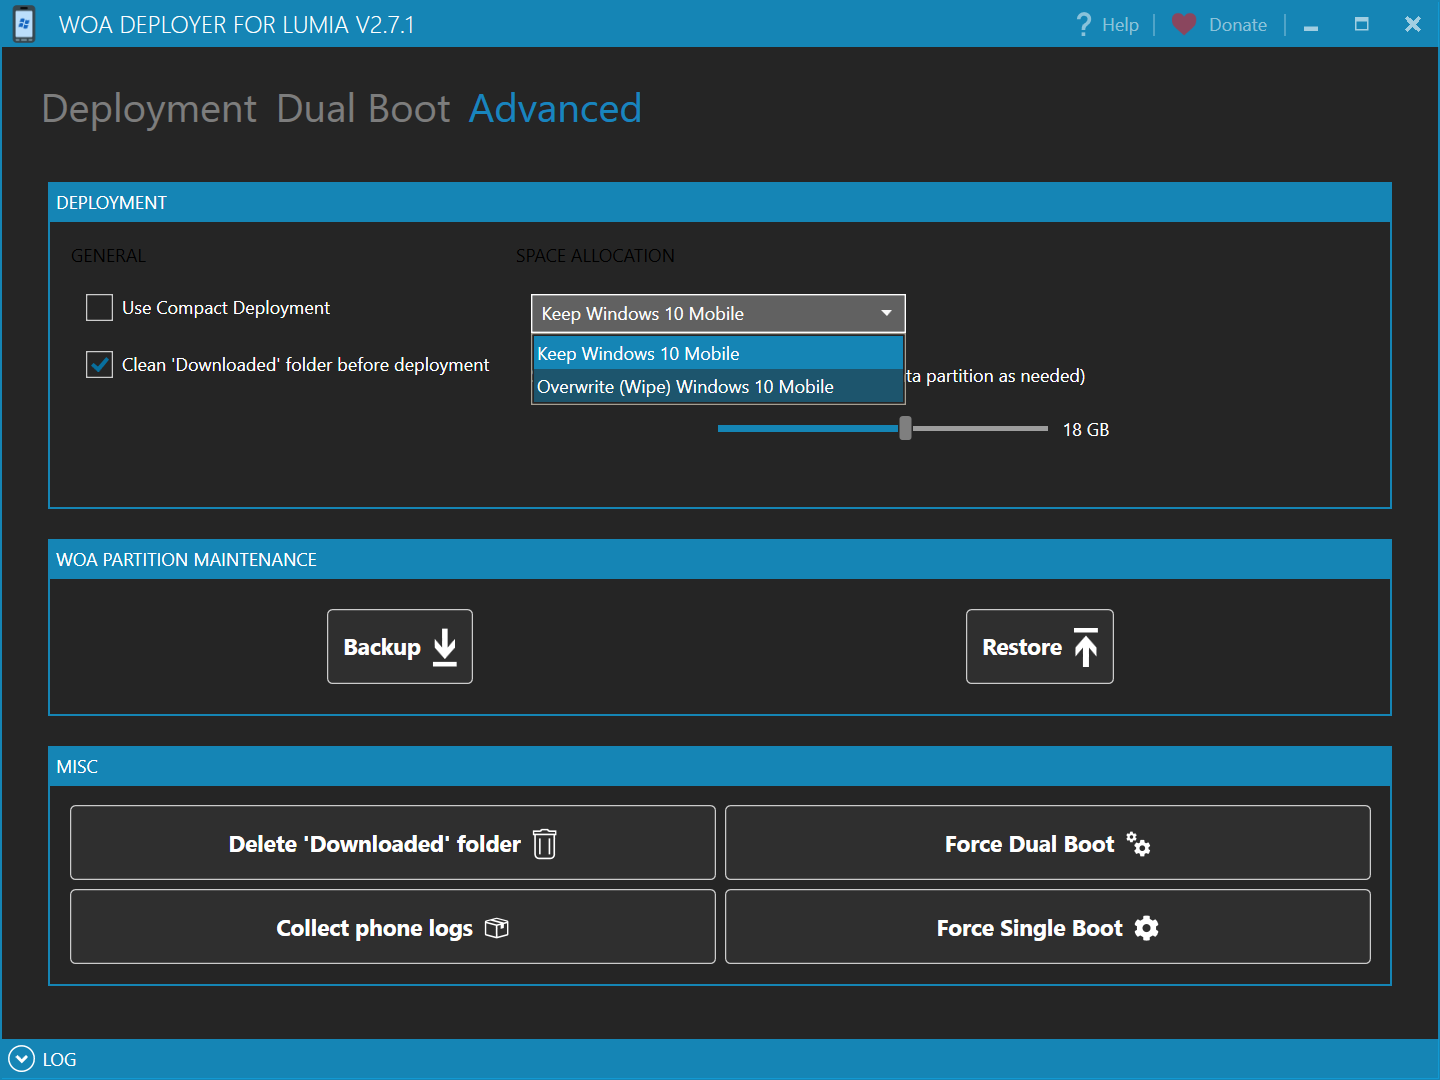 WOA DEPLOYER FOR LUMIA V2.7.1
? Help
Donate
Deployment Dual Boot Advanced
DEPLOYMENT
GENERAL
SPACE ALLOCATION
Use Compact Deployment
Keep Windows 10 Mobile
Keep Windows 10 Mobile
Clean 'Downloaded' folder before deployment
partition as needed)
Overwrite (Wipe) Windows 10 Mobile
18 GB
WOA PARTITION MAINTENANCE
Backup
Restore
MISC
Delete 'Downloaded' folder
Force Dual Boot
Collect phone logs
Force Single Boot
LOG